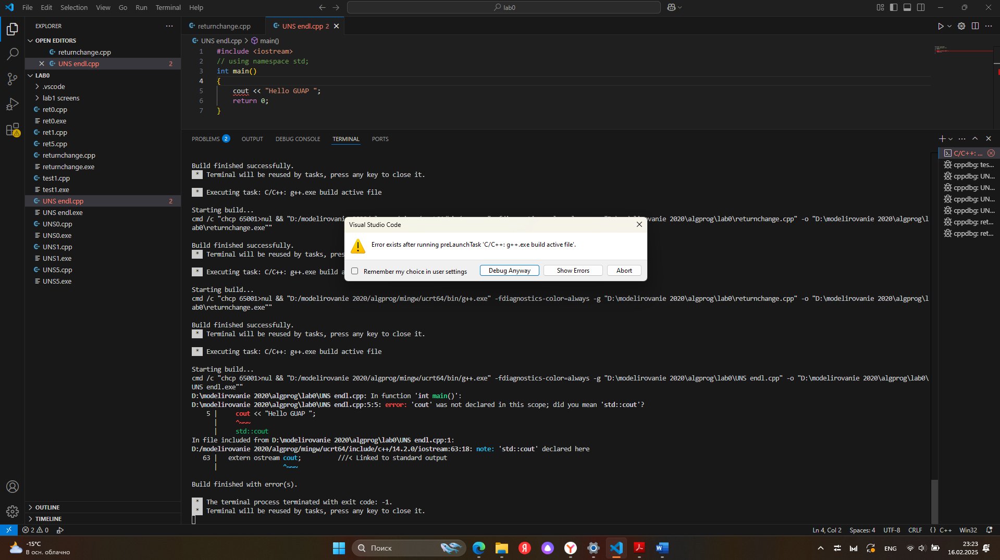 File Edit Selection View Go Run Terminal Help
lab0
EXPLORER
OPEN EDITORS
returnchange.cpp
UNS endl.cpp 2
LAB0
.vscode
lab1 screens
ret0.cpp
ret0.exe
ret1.cpp
ret5.cpp
returnchange.cpp
returnchange.exe
test1.cpp
test1.exe
UNS endl.cpp 2
UNS endl.exe
UNS0.cpp
UNS0.exe
UNS1.cpp
UNS1.exe
UNS5.cpp
UNS5.exe
OUTLINE
TIMELINE
returnchange.cpp UNS endl.cpp 2
UNS endl.cpp > main()
1 #include <iostream>
2 // using namespace std;
3 int main()
4 {
5 cout << "Hello GUAP ";
6 return 0;
7 }
PROBLEMS 2 OUTPUT DEBUG CONSOLE TERMINAL PORTS
Build finished successfully.
* Terminal will be reused by tasks, press any key to close it.
* Executing task: C/C++: g++.exe build active file
Starting build...
cmd /c "chcp 65001>nul && "D:/modelirovani
vanie 2020\algprog\lab0\returnchange.cpp" -o "D:\modelirovanie 2020\algprog\l
ab0\returnchange.exe""
Build finished successfully.
* Terminal will be reused by tasks, pres
* Executing task: C/C++: g++.exe build a
Starting build...
cmd /c "chcp 65001>nul && "D:/modelirovanie 2020/algprog/mingw/ucrt64/bin/g++.exe" -fdiagnostics-color=always -g "D:\modelirovanie 2020\algprog\lab0\returnchange.cpp" -o "D:\modelirovanie 2020\algprog\l
ab0\returnchange.exe""
Build finished successfully.
* Terminal will be reused by tasks, press any key to close it.
* Executing task: C/C++: g++.exe build active file
Starting build...
cmd /c "chcp 65001>nul && "D:/modelirovanie 2020/algprog/mingw/ucrt64/bin/g++.exe" -fdiagnostics-color=always -g "D:\modelirovanie 2020\algprog\lab0\UNS endl.cpp" -o "D:\modelirovanie 2020\algprog\lab0\
UNS endl.exe""
D:\modelirovanie 2020\algprog\lab0\UNS endl.cpp: In function 'int main()':
D:\modelirovanie 2020\algprog\lab0\UNS endl.cpp:5:5: error: 'cout' was not declared in this scope; did you mean 'std::cout'?
5 | cout << "Hello GUAP ";
| ^~~~
| std::cout
In file included from D:\modelirovanie 2020\algprog\lab0\UNS endl.cpp:1:
D:/modelirovanie 2020/algprog/mingw/ucrt64/include/c++/14.2.0/iostream:63:18: note: 'std::cout' declared here
63 | extern ostream cout; ///< Linked to standard output
| ^~~~
Build finished with error(s).
* The terminal process terminated with exit code: -1.
* Terminal will be reused by tasks, press any key to close it.
C/C++: ...
cppdbg: tes...
cppdbg: UN...
cppdbg: UN...
cppdbg: UN...
cppdbg: UN...
cppdbg: ret...
cppdbg: ret...
Visual Studio Code
Error exists after running preLaunchTask 'C/C++: g++.exe build active file'.
Remember my choice in user settings
Debug Anyway Show Errors Abort
2 0
Ln 4, Col 2 Spaces: 4 UTF-8 CRLF {} C++ Win32
-15°C
В осн. облачно
Поиск
ENG
23:23
16.02.2025